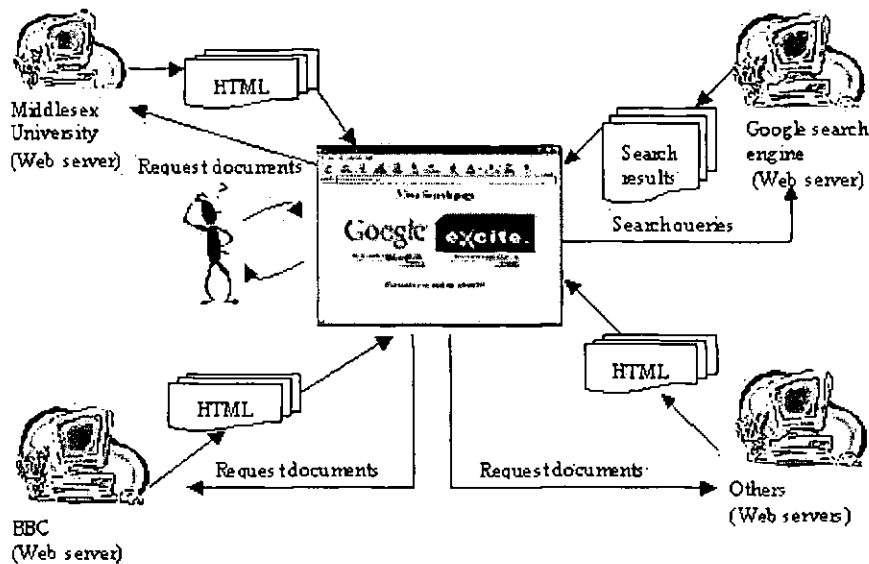 HTML
Middlesex
University
(Web server)
Request documents
Search
results
Google search
engine
(Web server)
Search queries
Google
excite
HTML
HTML
Request documents
Request documents
BBC
(Web server)
Others
(Web servers)